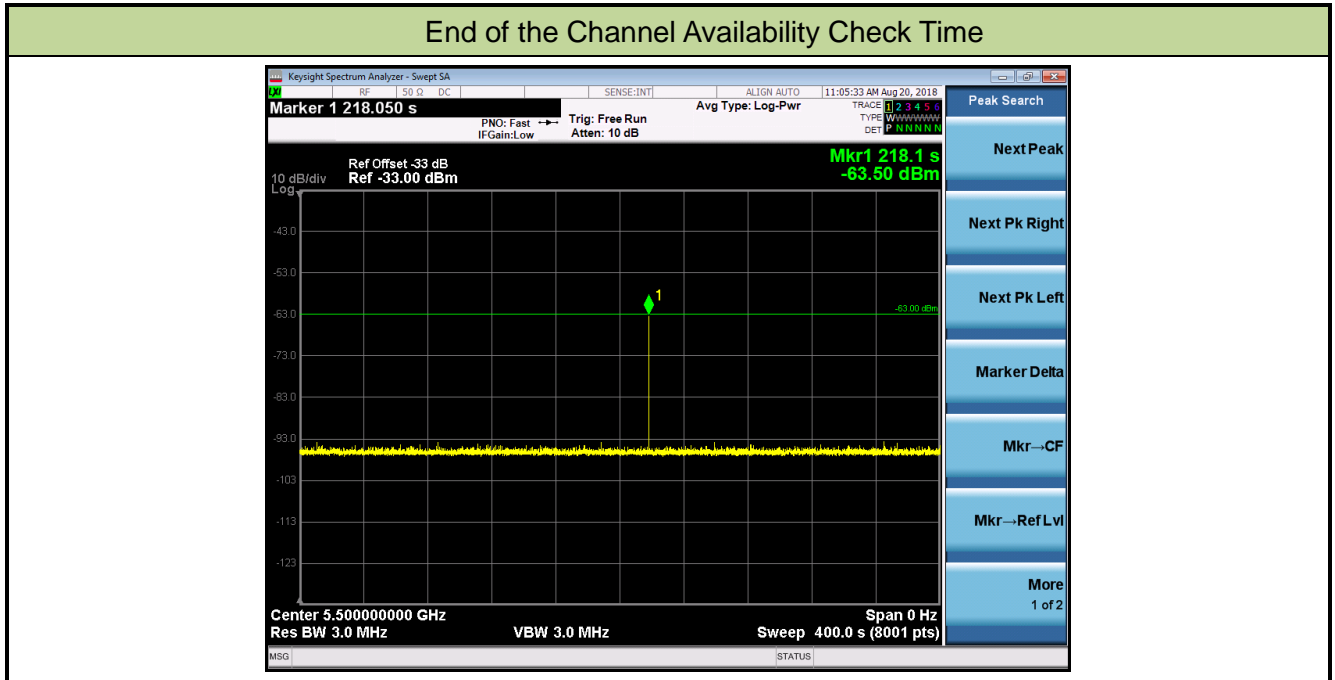 End of the Channel Availability Check Time
Keysight Spectrum Analyzer - Swept SA
LXI RF 50 Ω DC SENSE:INT ALIGN AUTO 11:05:33 AM Aug 20, 2018
Marker 1 218.050 s
PNO: Fast
IFGain:Low
Trig: Free Run
Atten: 10 dB
Avg Type: Log-Pwr
TRACE 1 2 3 4 5 6
TYPE WWWWWW
DET P N N N N N
Ref Offset -33 dB
10 dB/div Ref -33.00 dBm
Log
Mkr1 218.1 s
-63.50 dBm
-43.0
-53.0
1
-63.00 dBm
-63.0
-73.0
-83.0
-93.0
-103
-113
-123
Center 5.500000000 GHz
Span 0 Hz
Res BW 3.0 MHz
VBW 3.0 MHz
Sweep 400.0 s (8001 pts)
MSG
STATUS
Peak Search
Next Peak
Next Pk Right
Next Pk Left
Marker Delta
Mkr→CF
Mkr→Ref Lvl
More
1 of 2